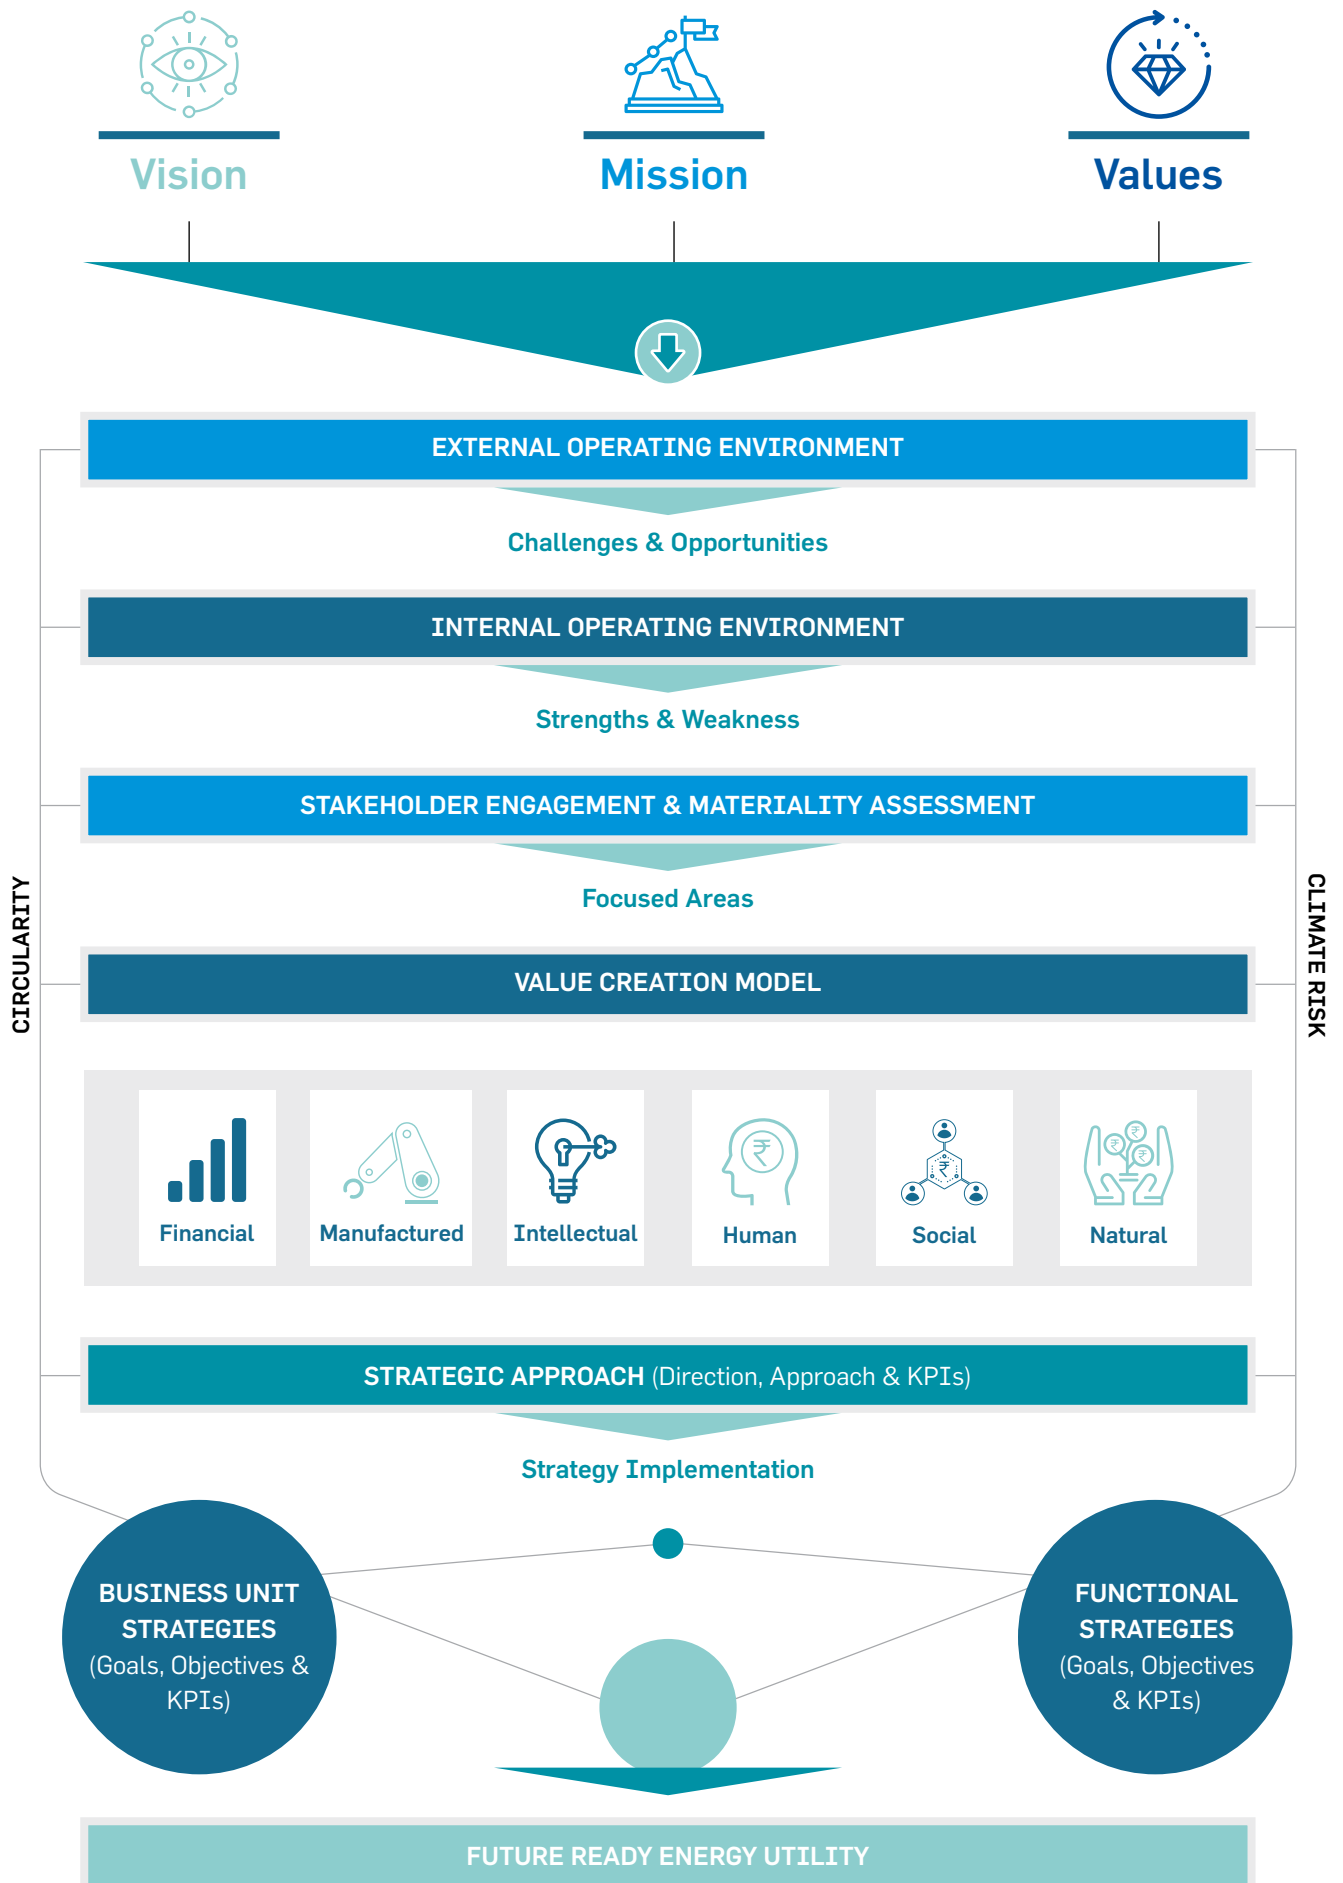 Vision
Mission
Values
EXTERNAL OPERATING ENVIRONMENT
Challenges & Opportunities
INTERNAL OPERATING ENVIRONMENT
Strengths & Weakness
STAKEHOLDER ENGAGEMENT & MATERIALITY ASSESSMENT
Focused Areas
CIRCULARITY
CLIMATE RISK
VALUE CREATION MODEL
₹
₹
₹
₹
₹
Financial
Manufactured
Intellectual
Human
Social
Natural
STRATEGIC APPROACH (Direction, Approach & KPIs)
Strategy Implementation
BUSINESS UNIT
STRATEGIES
(Goals, Objectives &
KPIs)
FUNCTIONAL
STRATEGIES
(Goals, Objectives
& KPIs)
FUTURE READY ENERGY UTILITY